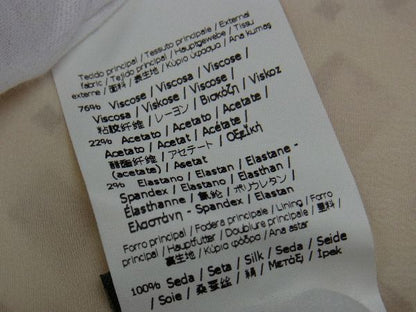 Tecido principal / Tessuto principale / External
fabric / Tejido principal / Hauptgewebe / Tissu
externe / 面料 / 表生地 / Κύριο ύφασμα / Ana kumaş
76% Viscose / Viscosa / Viscose /
Viscosa / Viskose / Viscose /
粘胶纤维 / レーヨン / Βισκόζη / Viskoz
22% Acetato / Acetato / Acetate /
Acetato / Acetat / Acétate /
醋酯纤维 / アセテート / Οξεϊκή
(acetate) / Asetat
2% Elastano / Elastan / Elastane -
Spandex / Elastano / Elasthan /
Élasthanne / 氨纶 / ポリウレタン /
Ελαστάνη - Spandex / Elastan
Forro principal / Fodera principale / Lining / Forro
principal / Hauptfutter / Doublure principale / 里料 /
裏生地 / Κύρια φόδρα / Ana astar
100% Seda / Seta / Silk / Seda / Seide
/ Soie / 桑蚕丝 / 絹 / Μετάξι / İpek